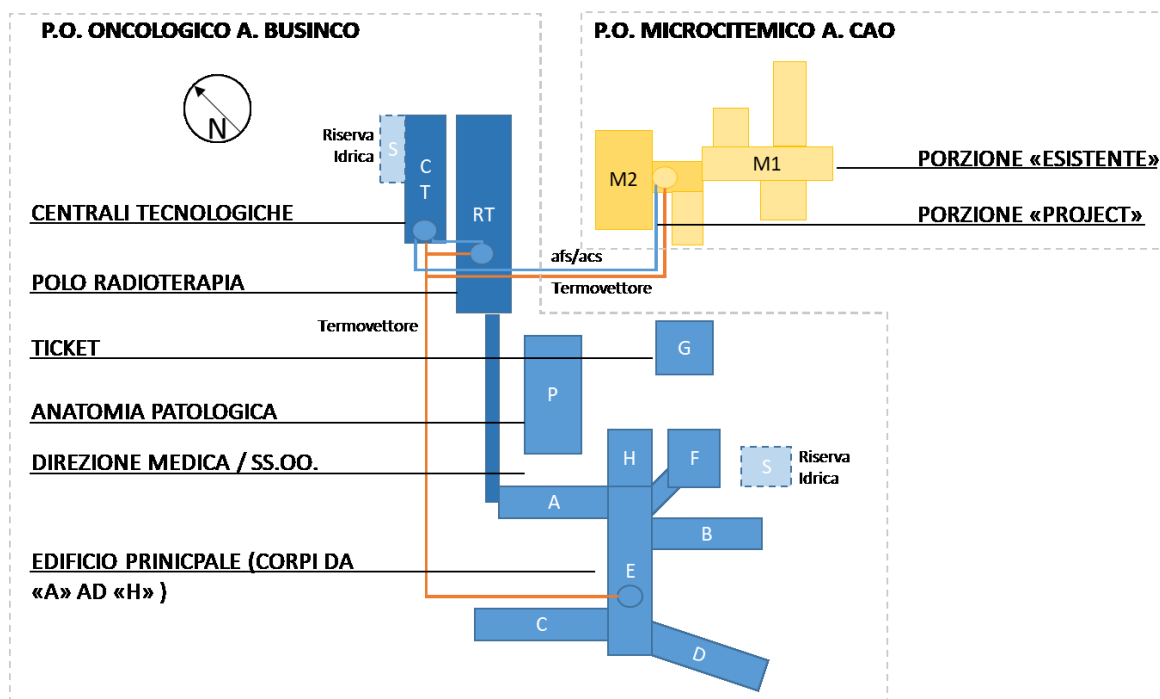 P.O. ONCOLOGICO A. BUSINCO
P.O. MICROCITEMICO A. CAO
N
Riserva
Idrica
S
C
T
RT
M2
M1
PORZIONE «ESISTENTE»
CENTRALI TECNOLOGICHE
PORZIONE «PROJECT»
afs/acs
POLO RADIOTERAPIA
Termovettore
Termovettore
TICKET
G
P
ANATOMIA PATOLOGICA
DIREZIONE MEDICA / SS.OO.
H
F
S
Riserva
Idrica
A
B
EDIFICIO PRINICPALE (CORPI DA
«A» AD «H» )
E
C
D